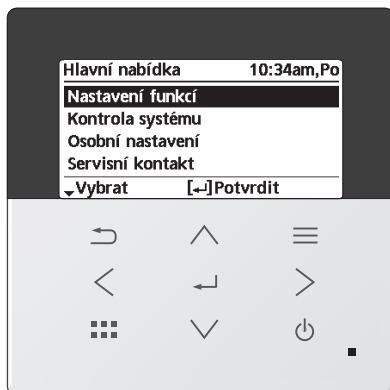 Hlavní nabídka 10:34am,Po
Nastavení funkcí
Kontrola systému
Osobní nastavení
Servisní kontakt
Vybrat [↵]Potvrdit